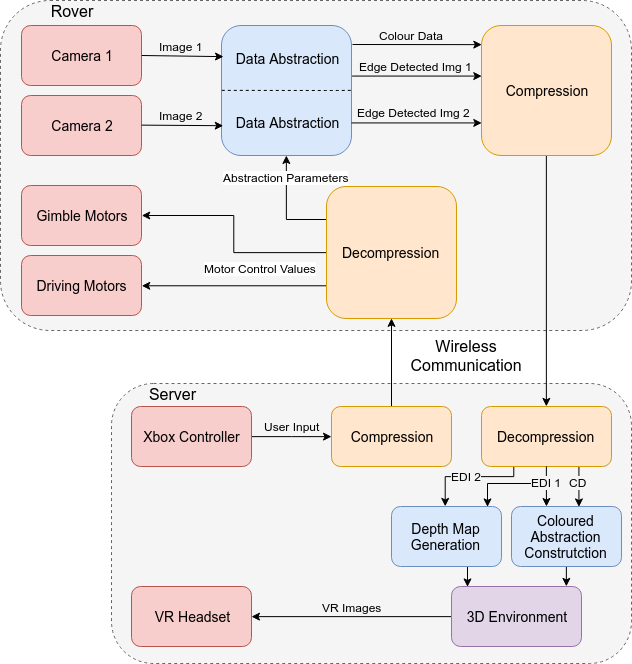 Rover
Camera 1
Image 1
Data Abstraction
Colour Data
Edge Detected Img 1
Compression
Camera 2
Image 2
Data Abstraction
Edge Detected Img 2
Abstraction Parameters
Gimble Motors
Decompression
Motor Control Values
Driving Motors
Wireless
Communication
Server
Xbox Controller
User Input
Compression
Decompression
EDI 2
EDI 1
CD
Depth Map
Generation
Coloured
Abstraction
Construtction
VR Headset
VR Images
3D Environment